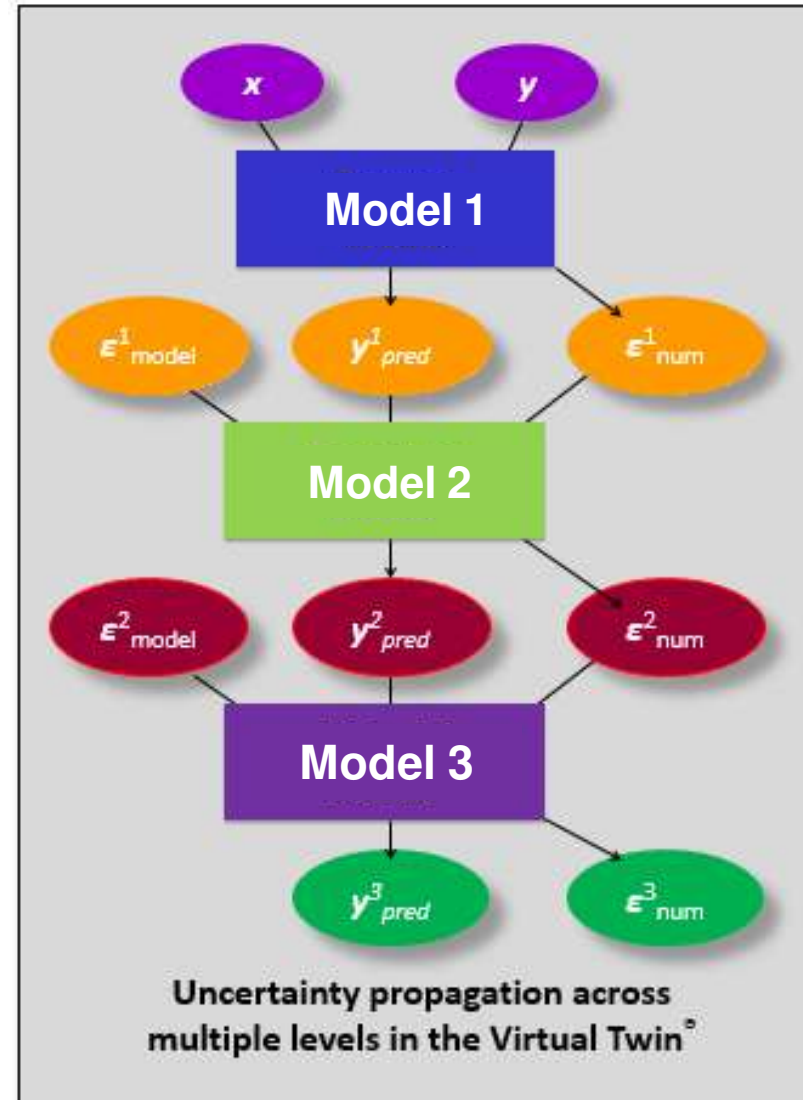 x y
Model 1
ε¹model y¹pred ε¹num
Model 2
ε²model y²pred ε²num
Model 3
y³pred ε³num
Uncertainty propagation across
multiple levels in the Virtual Twin®